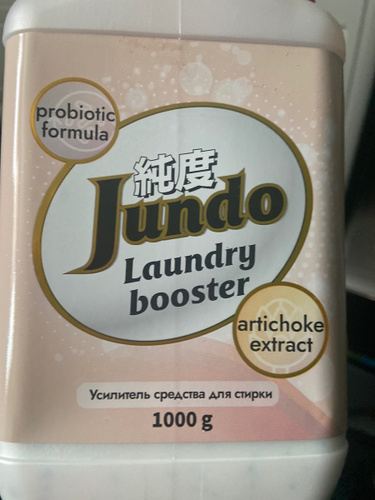 probiotic
formula
純度
Jundo
Laundry
booster
artichoke
extract
Усилитель средства для стирки
1000 g